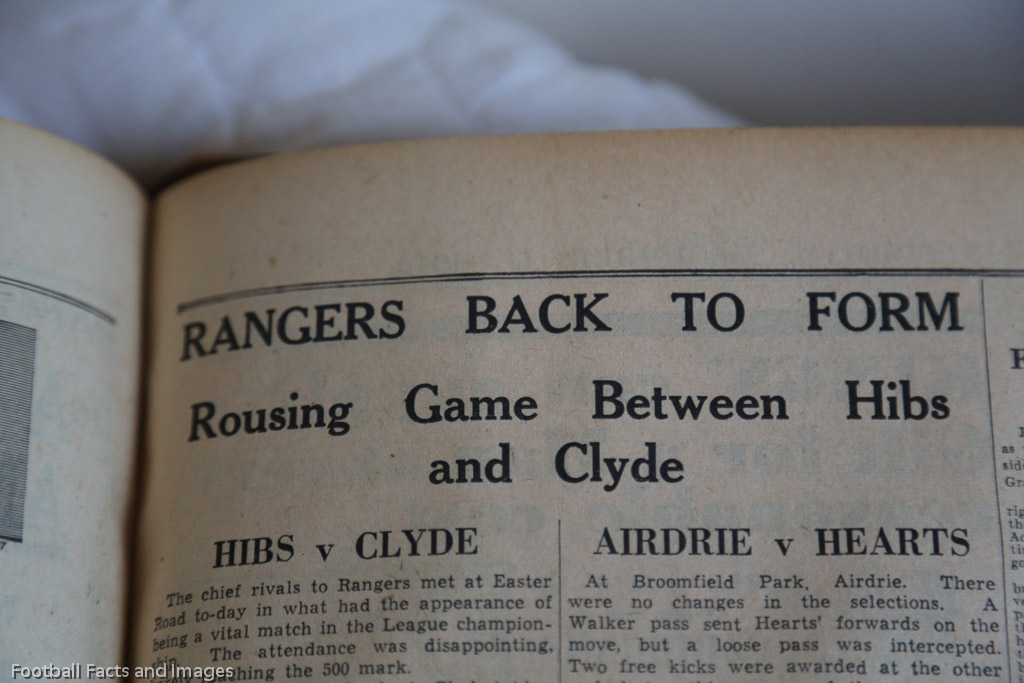 RANGERS BACK TO FORM
Rousing Game Between Hibs
and Clyde
HIBS v CLYDE
The chief rivals to Rangers met at Easter
Road to-day in what had the appearance of
being a vital match in the League champion-
The attendance was disappointing,
the 500 mark.
AIRDRIE v HEARTS
At Broomfield Park, Airdrie. There
were no changes in the selections. A
Walker pass sent Hearts' forwards on the
move, but a loose pass was intercepted.
Two free kicks were awarded at the other
Football Facts and Images